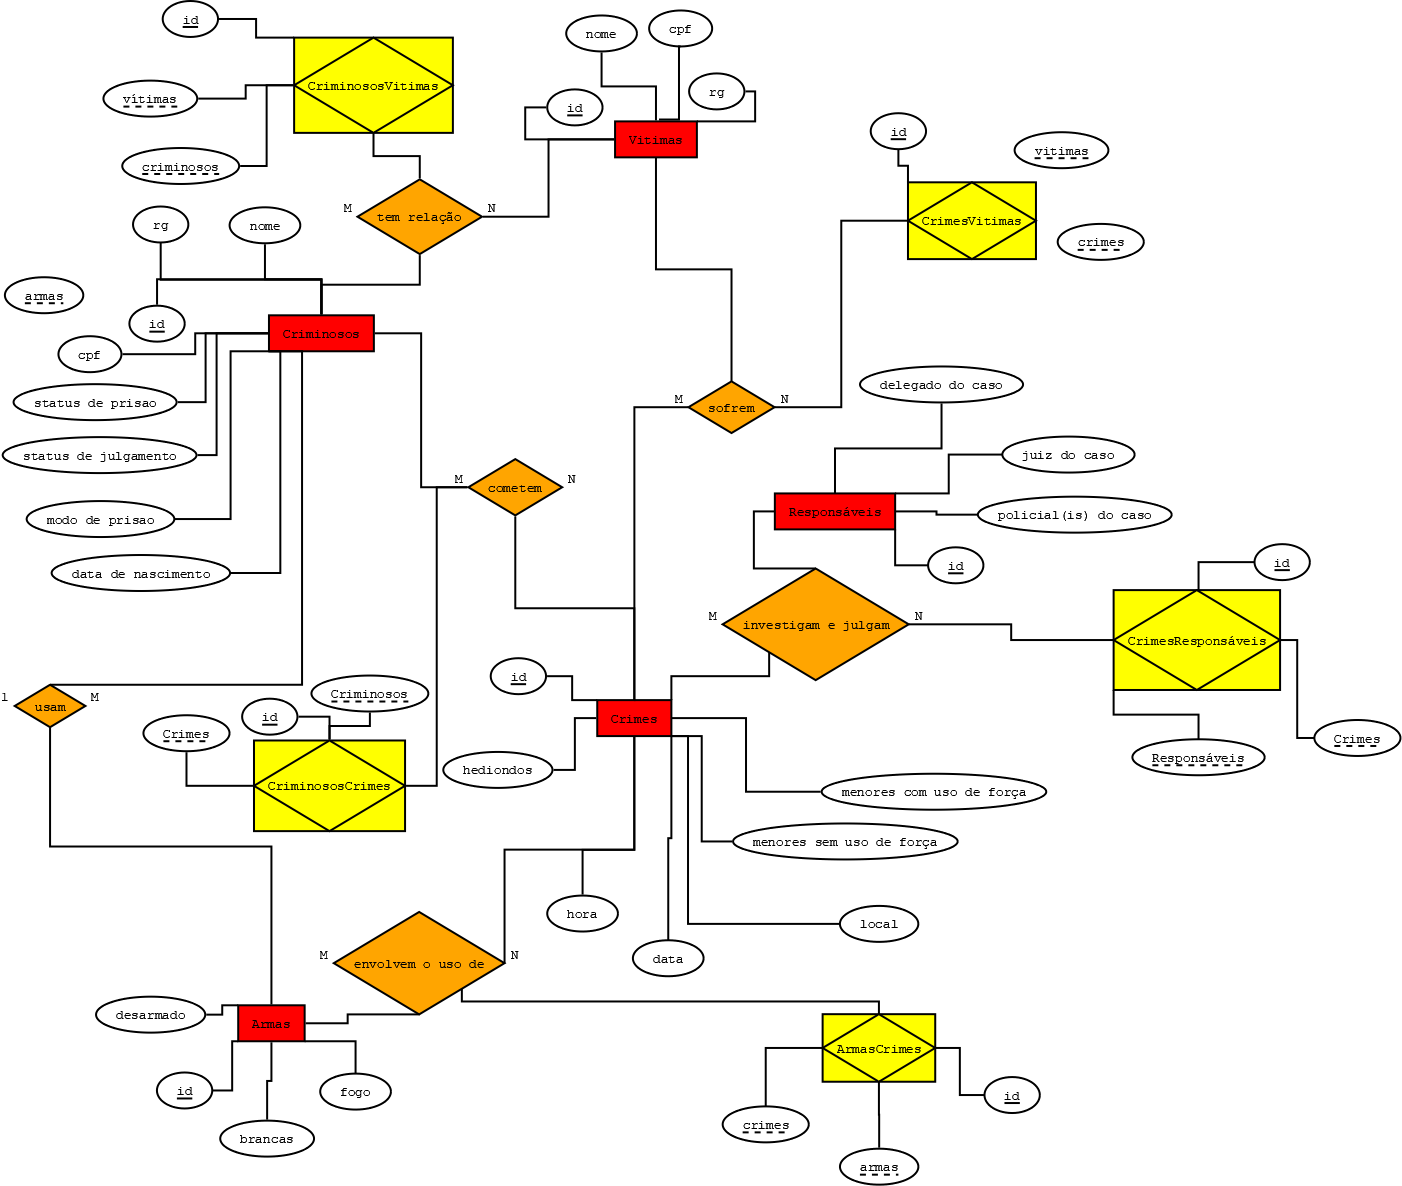 id
nome
cpf
CriminososVitimas
vítimas
rg
id
criminosos
Vitimas
id
vitimas
M
tem relação
N
rg
nome
CrimesVitimas
crimes
armas
id
Criminosos
cpf
status de prisao
delegado do caso
M
sofrem
N
status de julgamento
juiz do caso
M
cometem
N
modo de prisao
Responsáveis
policial(is) do caso
data de nascimento
id
id
M
investigam e julgam
N
CrimesResponsáveis
id
Criminosos
1
usam
M
id
Crimes
Crimes
Crimes
Responsáveis
hediondos
CriminososCrimes
menores com uso de força
menores sem uso de força
hora
local
M
envolvem o uso de
N
data
desarmado
Armas
ArmasCrimes
id
fogo
id
brancas
crimes
armas